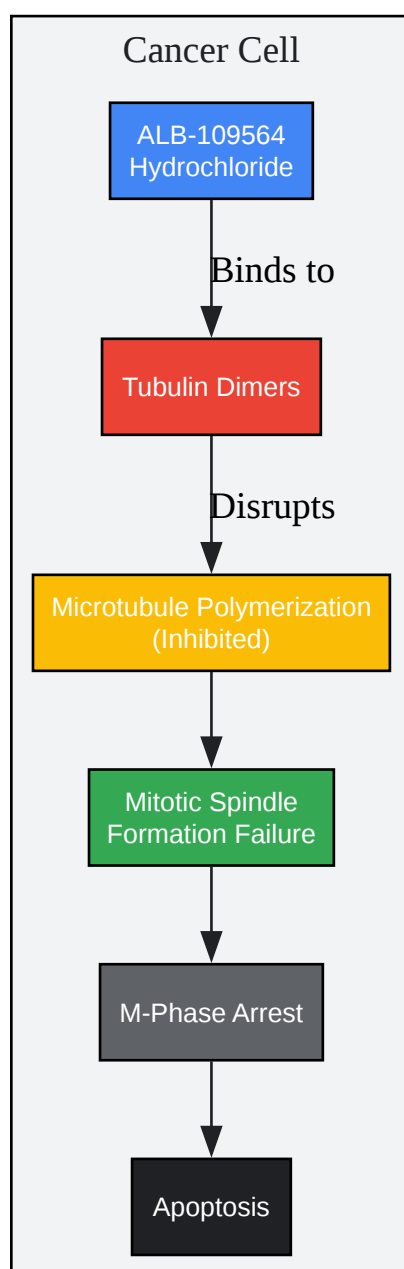 Cancer Cell
ALB-109564
Hydrochloride
Binds to
Tubulin Dimers
Disrupts
Microtubule Polymerization
(Inhibited)
Mitotic Spindle
Formation Failure
M-Phase Arrest
Apoptosis